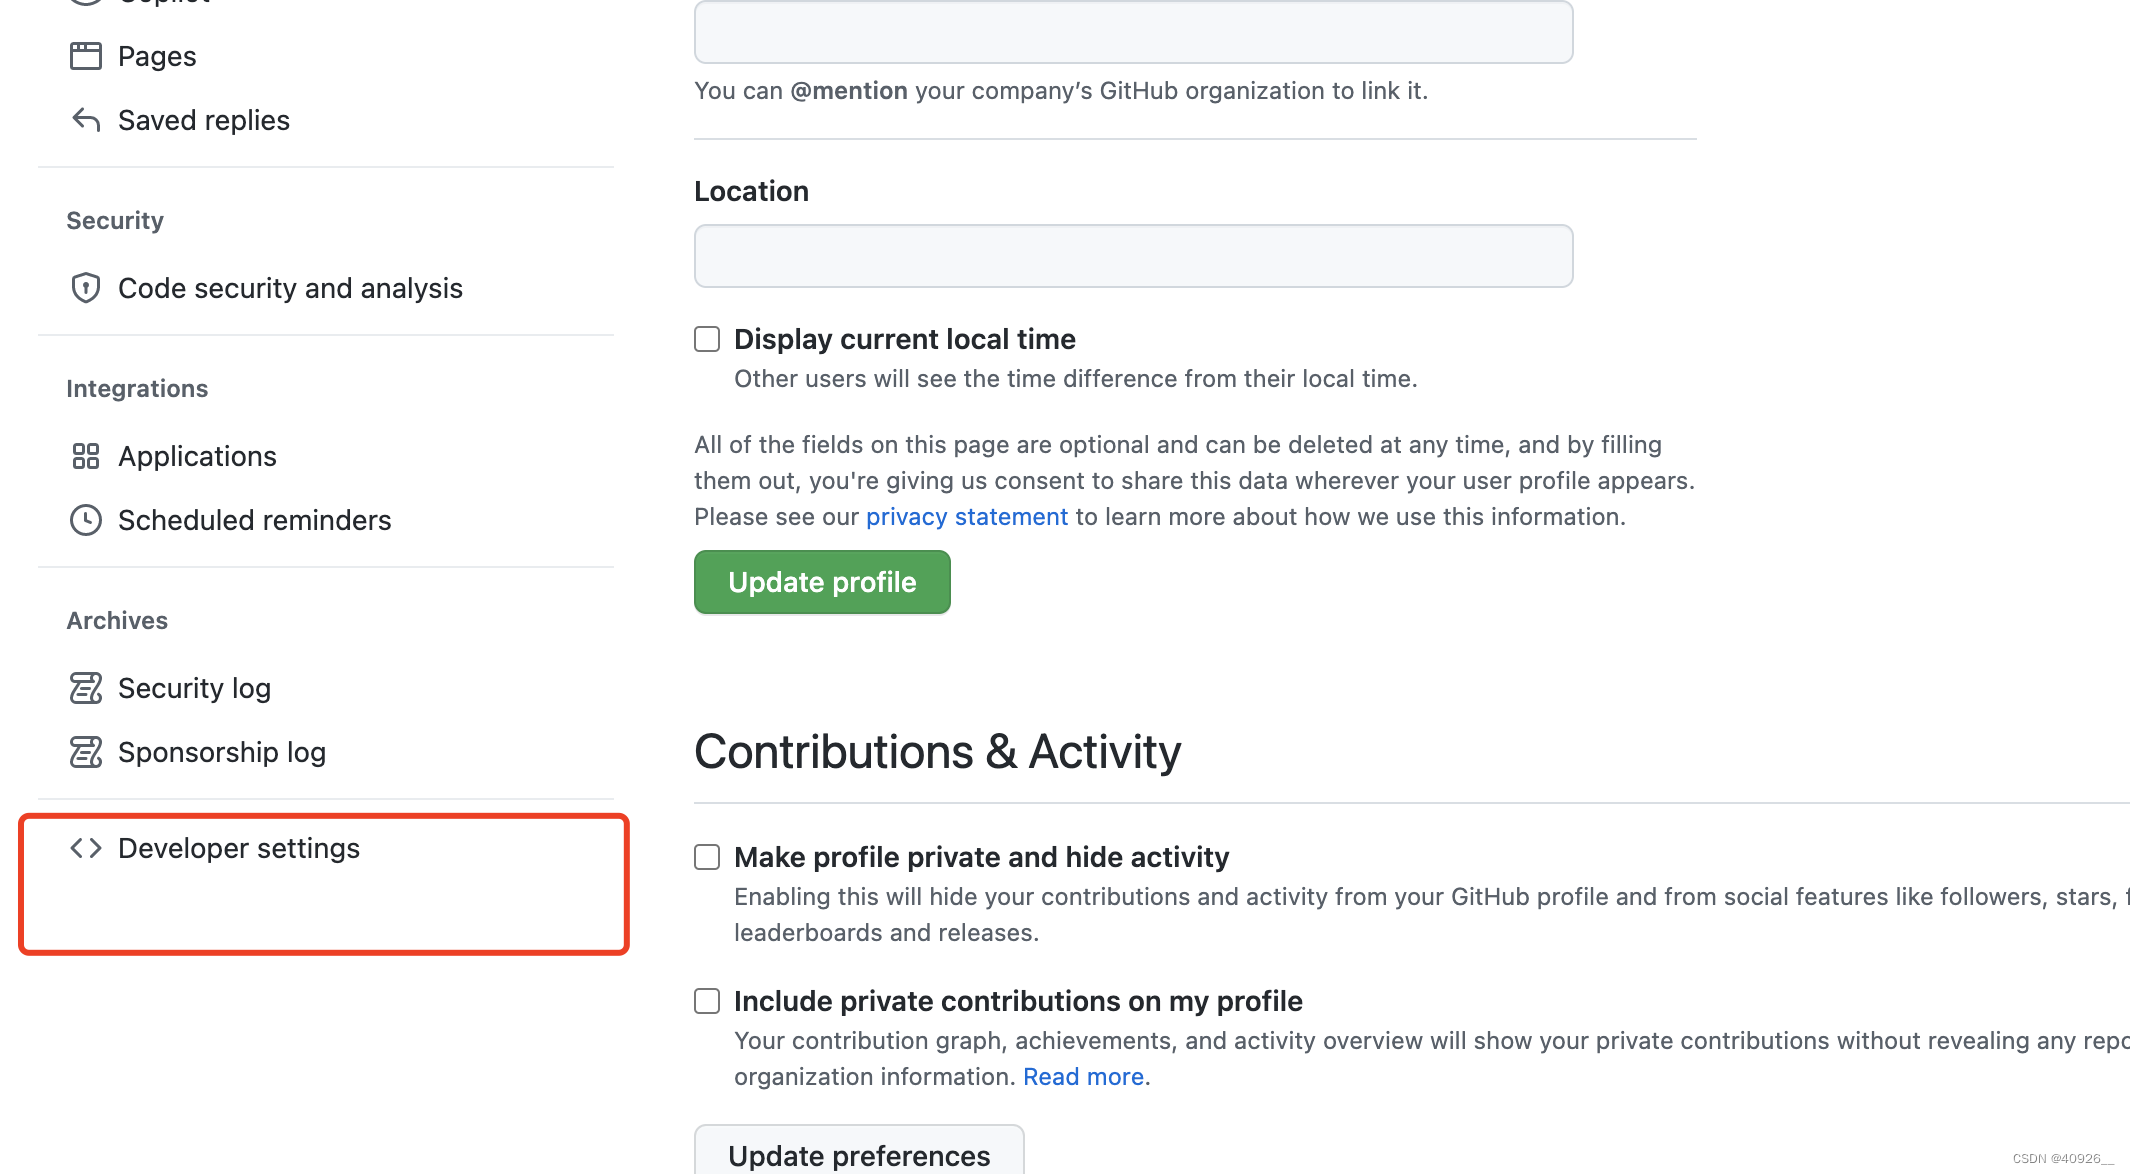 Copilot
Pages
Saved replies
Security
Code security and analysis
Integrations
Applications
Scheduled reminders
Archives
Security log
Sponsorship log
Developer settings
You can @mention your company’s GitHub organization to link it.
Location
Display current local time
Other users will see the time difference from their local time.
All of the fields on this page are optional and can be deleted at any time, and by filling
them out, you're giving us consent to share this data wherever your user profile appears.
Please see our privacy statement to learn more about how we use this information.
Update profile
Contributions & Activity
Make profile private and hide activity
Enabling this will hide your contributions and activity from your GitHub profile and from social features like followers, stars,
leaderboards and releases.
Include private contributions on my profile
Your contribution graph, achievements, and activity overview will show your private contributions without revealing any repo
organization information. Read more.
Update preferences
CSDN @40926__